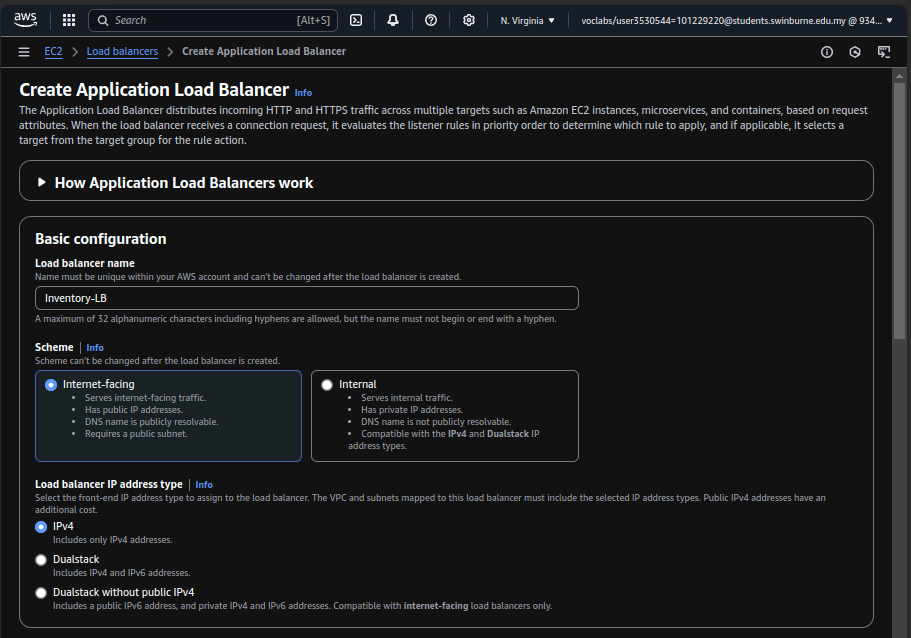 aws
Search [Alt+S] N. Virginia voclabs/user3530544=101229220@students.swinburne.edu.my @ 934...
EC2 Load balancers Create Application Load Balancer
Create Application Load Balancer Info
The Application Load Balancer distributes incoming HTTP and HTTPS traffic across multiple targets such as Amazon EC2 instances, microservices, and containers, based on request
attributes. When the load balancer receives a connection request, it evaluates the listener rules in priority order to determine which rule to apply, and if applicable, it selects a
target from the target group for the rule action.
How Application Load Balancers work
Basic configuration
Load balancer name
Name must be unique within your AWS account and can't be changed after the load balancer is created.
Inventory-LB
A maximum of 32 alphanumeric characters including hyphens are allowed, but the name must not begin or end with a hyphen.
Scheme | Info
Scheme can't be changed after the load balancer is created.
Internet-facing
• Serves internet-facing traffic.
• Has public IP addresses.
• DNS name is publicly resolvable.
• Requires a public subnet.
Internal
• Serves internal traffic.
• Has private IP addresses.
• DNS name is not publicly resolvable.
• Compatible with the IPv4 and Dualstack IP
address types.
Load balancer IP address type | Info
Select the front-end IP address type to assign to the load balancer. The VPC and subnets mapped to this load balancer must include the selected IP address types. Public IPv4 addresses have an
additional cost.
IPv4
Includes only IPv4 addresses.
Dualstack
Includes IPv4 and IPv6 addresses.
Dualstack without public IPv4
Includes a public IPv6 address, and private IPv4 and IPv6 addresses. Compatible with internet-facing load balancers only.